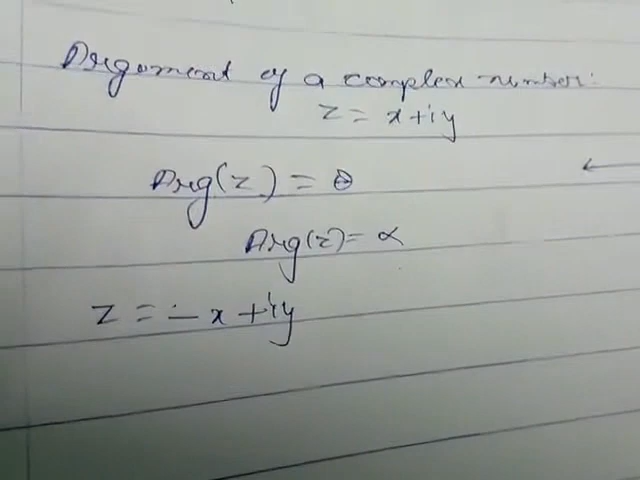 Argument of a complex number:
z = x+iy
Arg(z) = θ
Arg(z) = α
z = -x + iy